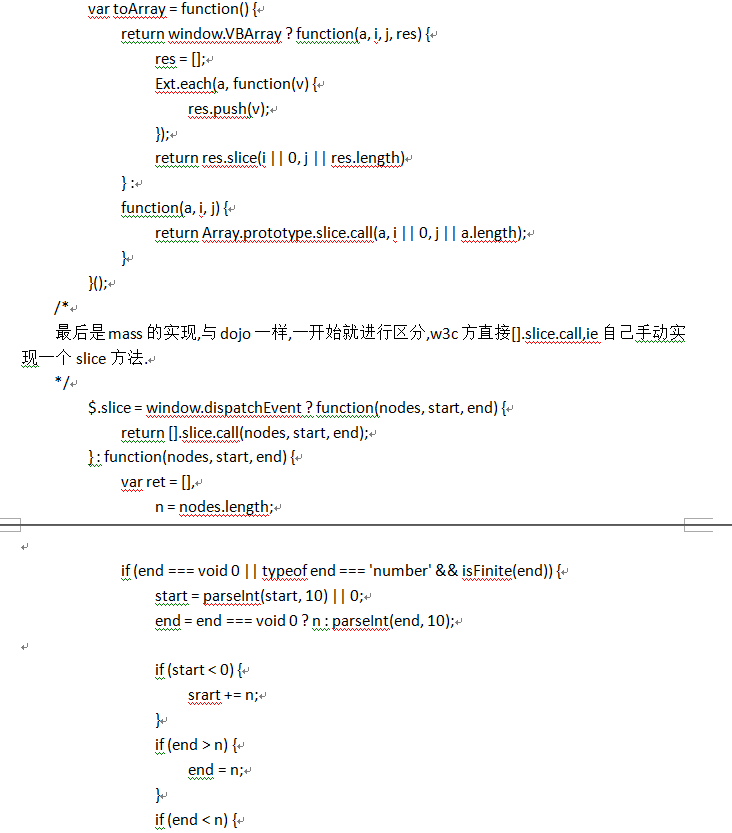 var toArray = function() {
return window.VBArray ? function(a, i, j, res) {
res = [];
Ext.each(a, function(v) {
res.push(v);
});
return res.slice(i || 0, j || res.length)
} :
function(a, i, j) {
return Array.prototype.slice.call(a, i || 0, j || a.length);
}
}();
/*
最后是 mass 的实现,与 dojo 一样,一开始就进行区分,w3c 方直接[].slice.call,ie 自己手动实
现一个 slice 方法.
*/
$.slice = window.dispatchEvent ? function(nodes, start, end) {
return [].slice.call(nodes, start, end);
} : function(nodes, start, end) {
var ret = [],
n = nodes.length;
if (end === void 0 || typeof end === 'number' && isFinite(end)) {
start = parseInt(start, 10) || 0;
end = end === void 0 ? n : parseInt(end, 10);
if (start < 0) {
srart += n;
}
if (end > n) {
end = n;
}
if (end < n) {